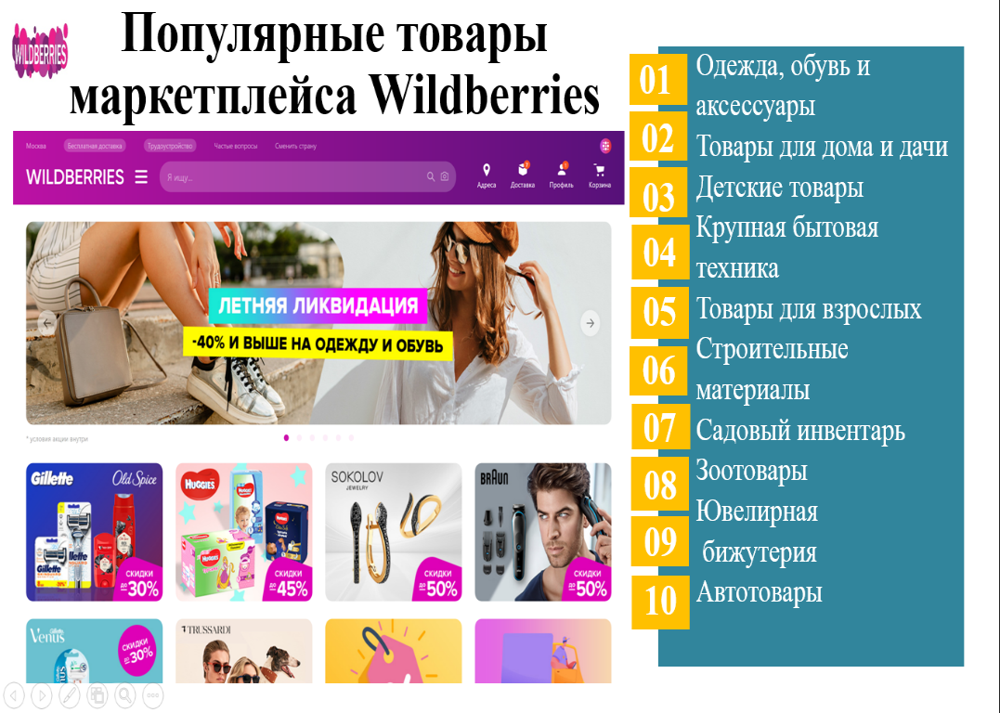 WILDBERRIES
Популярные товары
маркетплейса Wildberries
Москва
Бесплатная доставка
Трудоустройство
Частые вопросы
Сменить страну
WILDBERRIES
Я ищу...
Адреса
Доставка
Профиль
Корзина
ЛЕТНЯЯ ЛИКВИДАЦИЯ
-40% И ВЫШЕ НА ОДЕЖДУ И ОБУВЬ
* условия акции внутри
Gillette
Old Spice
Gillette
Gillette
СКИДКИ
до 30%
HUGGIES
HUGGIES
СКИДКИ
до 45%
SOKOLOV
JEWELRY
СКИДКИ
до 50%
BRAUN
СКИДКИ
до 50%
Gillette
Venus
СКИДКИ
до 30%
TRUSSARDI
01
Одежда, обувь и
аксессуары
02
Товары для дома и дачи
03
Детские товары
04
Крупная бытовая
техника
05
Товары для взрослых
06
Строительные
материалы
07
Садовый инвентарь
08
Зоотовары
09
Ювелирная
бижутерия
10
Автотовары